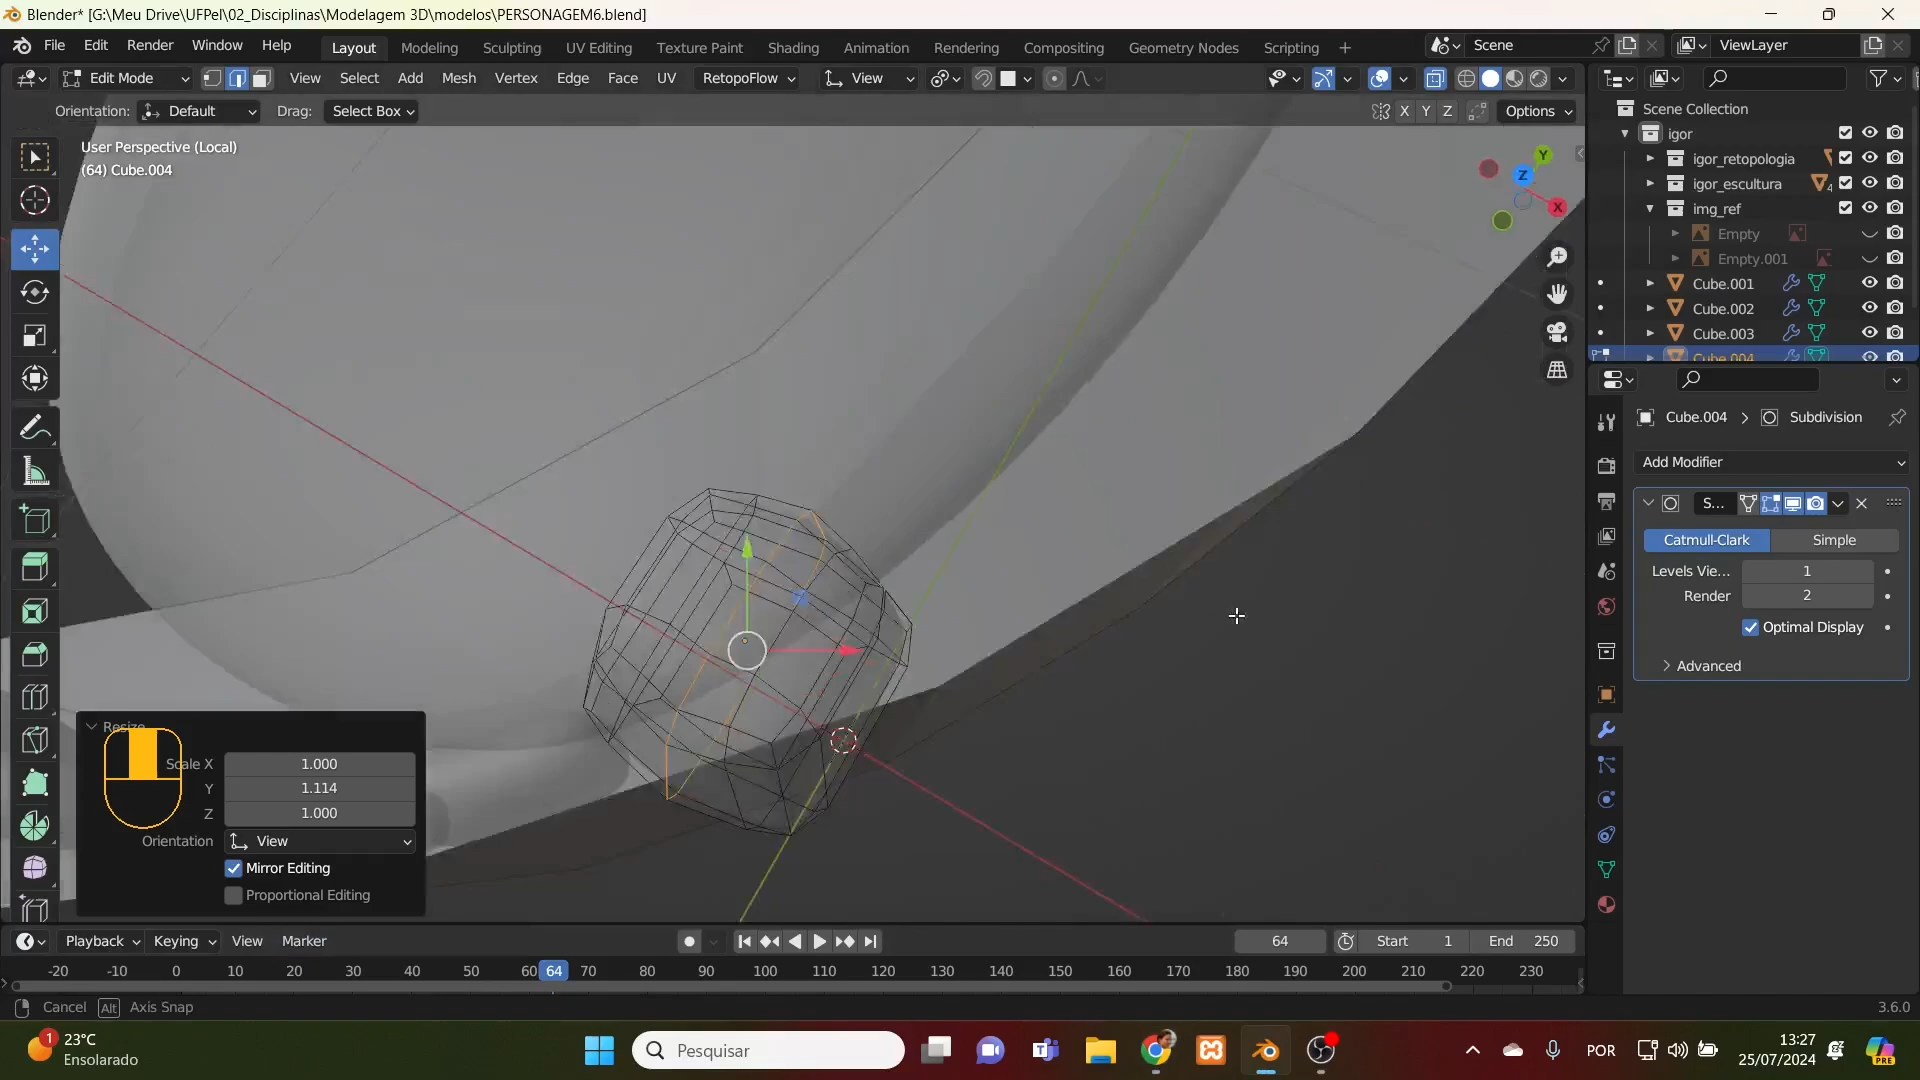 Blender* [G:\Meu Drive\UFPel\02_Disciplinas\Modelagem 3D\modelos\PERSONAGEM6.blend]
File Edit Render Window Help Layout Modeling Sculpting UV Editing Texture Paint Shading Animation Rendering Compositing Geometry Nodes Scripting + Scene ViewLayer
Edit Mode View Select Add Mesh Vertex Edge Face UV RetopoFlow View
Orientation: Default Drag: Select Box X Y Z Options
User Perspective (Local)
(64) Cube.004
Y
Z
X
Scene Collection
igor
igor_retopologia
igor_escultura 4
img_ref
Empty
Empty.001
Cube.001
Cube.002
Cube.003
Cube.004
Cube.004 > Subdivision
Add Modifier
S...
Catmull-Clark Simple
Levels Vie... 1
Render 2
Optimal Display
Advanced
Resize
Scale X 1.000
Y 1.114
Z 1.000
Orientation View
Mirror Editing
Proportional Editing
Playback Keying View Marker 64 Start 1 End 250
-20 -10 0 10 20 30 40 50 60 64 70 80 90 100 110 120 130 140 150 160 170 180 190 200 210 220 230
Cancel Alt Axis Snap 3.6.0
1 23°C
Ensolarado
Pesquisar
POR
13:27
25/07/2024
PRE